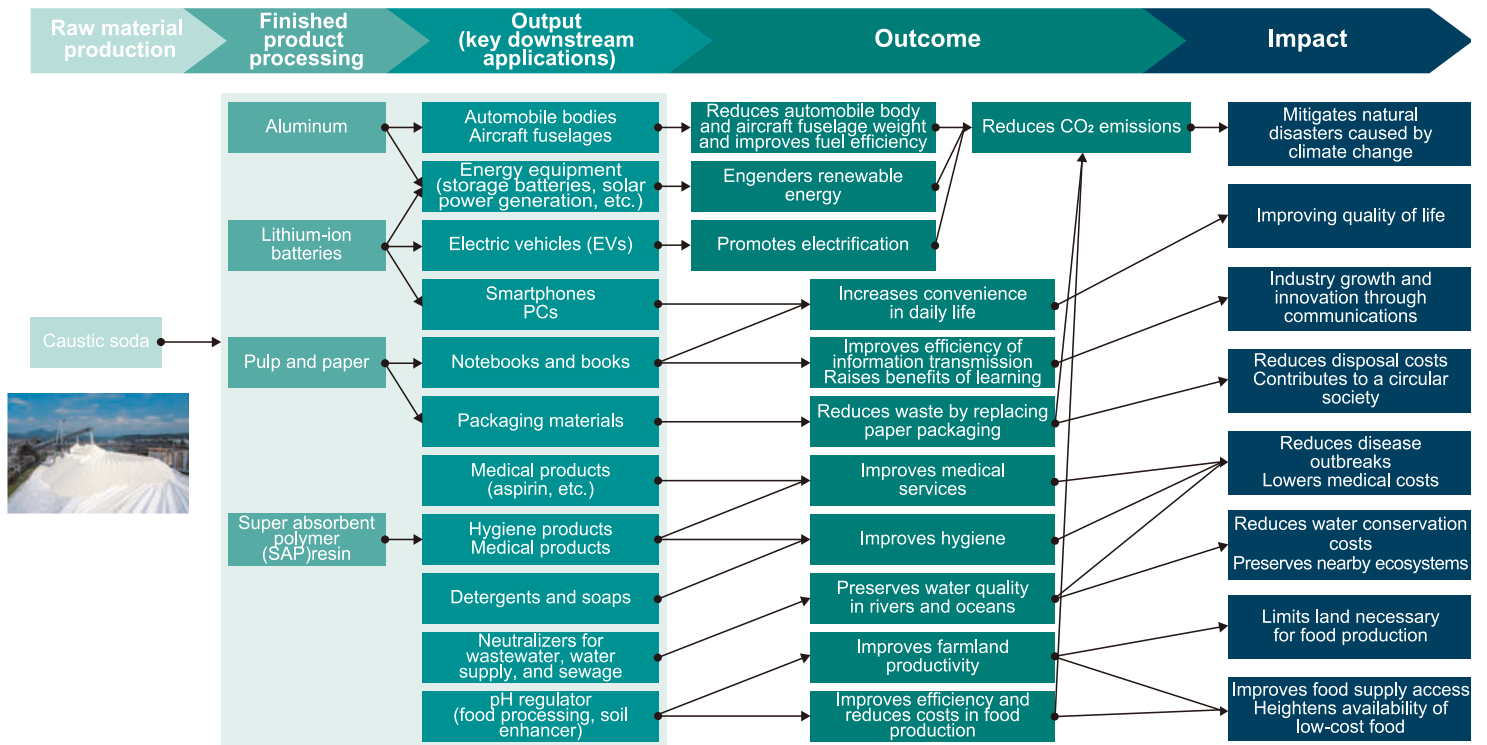 Raw material
production
Finished
product
processing
Output
(key downstream
applications)
Outcome
Impact
Caustic soda
Aluminum
Lithium-ion
batteries
Pulp and paper
Super absorbent
polymer
(SAP)resin
Automobile bodies
Aircraft fuselages
Energy equipment
(storage batteries, solar
power generation, etc.)
Electric vehicles (EVs)
Smartphones
PCs
Notebooks and books
Packaging materials
Medical products
(aspirin, etc.)
Hygiene products
Medical products
Detergents and soaps
Neutralizers for
wastewater, water
supply, and sewage
pH regulator
(food processing, soil
enhancer)
Reduces automobile body
and aircraft fuselage weight
and improves fuel efficiency
Engenders renewable
energy
Promotes electrification
Reduces CO₂ emissions
Increases convenience
in daily life
Improves efficiency of
information transmission
Raises benefits of learning
Reduces waste by replacing
paper packaging
Improves medical
services
Improves hygiene
Preserves water quality
in rivers and oceans
Improves farmland
productivity
Improves efficiency and
reduces costs in food
production
Mitigates natural
disasters caused by
climate change
Improving quality of life
Industry growth and
innovation through
communications
Reduces disposal costs
Contributes to a circular
society
Reduces disease
outbreaks
Lowers medical costs
Reduces water conservation
costs
Preserves nearby ecosystems
Limits land necessary
for food production
Improves food supply access
Heightens availability of
low-cost food